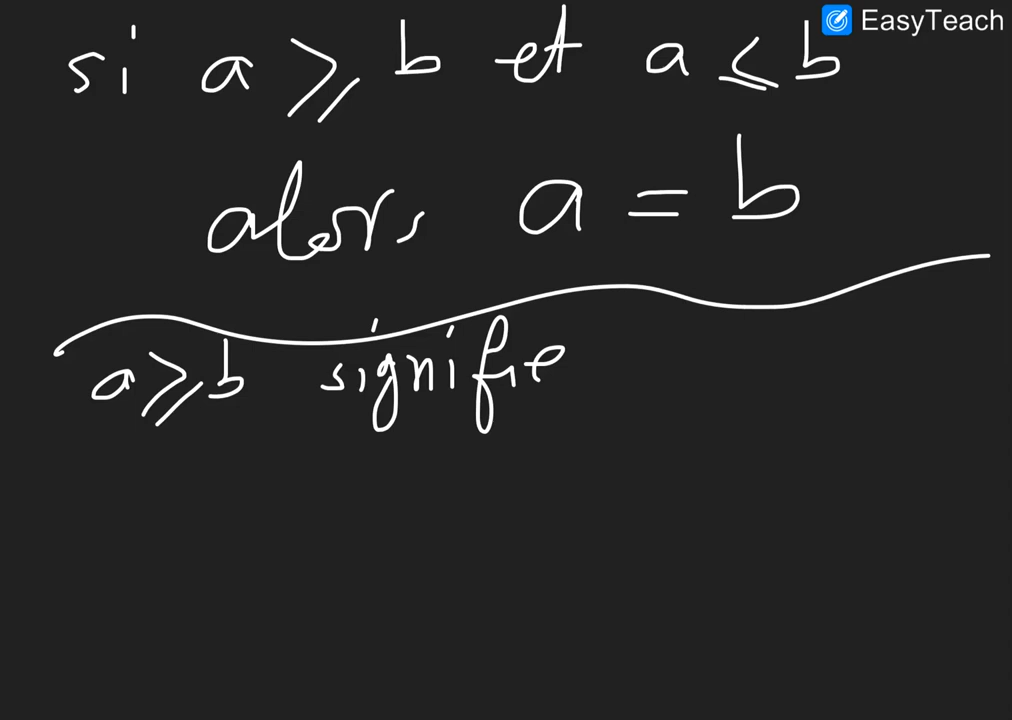 EasyTeach
si a ⩾ b et a ≤ b
alors a = b
a ⩾ b signifie